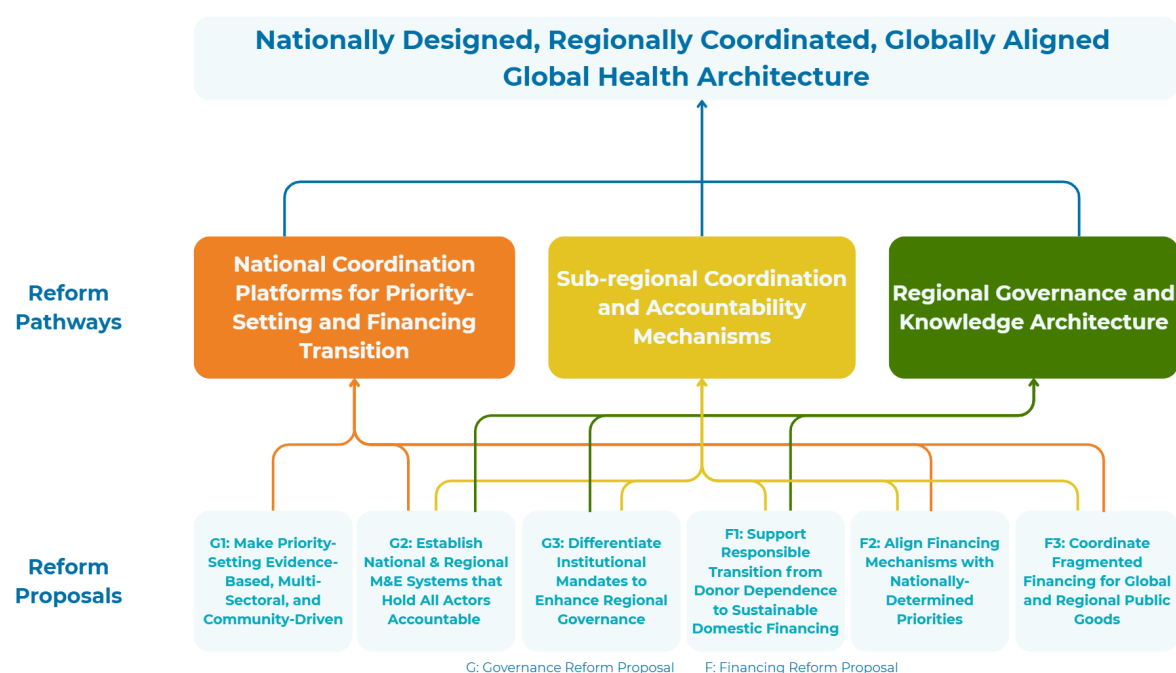 Nationally Designed, Regionally Coordinated, Globally Aligned
Global Health Architecture
Reform
Pathways
National Coordination
Platforms for Priority-
Setting and Financing
Transition
Sub-regional Coordination
and Accountability
Mechanisms
Regional Governance and
Knowledge Architecture
Reform
Proposals
G1: Make Priority-
Setting Evidence-
Based, Multi-
Sectoral, and
Community-Driven
G2: Establish
National & Regional
M&E Systems that
Hold All Actors
Accountable
G3: Differentiate
Institutional
Mandates to
Enhance Regional
Governance
F1: Support
Responsible
Transition from
Donor Dependence
to Sustainable
Domestic Financing
F2: Align Financing
Mechanisms with
Nationally-
Determined
Priorities
F3: Coordinate
Fragmented
Financing for Global
and Regional Public
Goods
G: Governance Reform Proposal F: Financing Reform Proposal